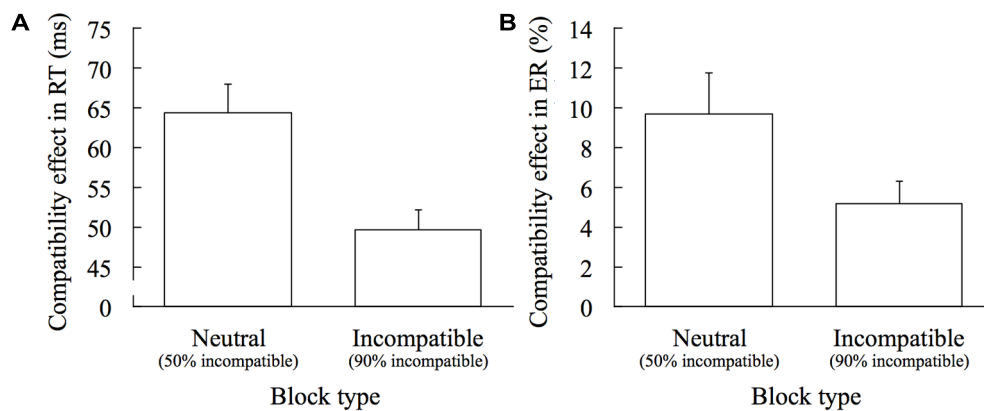 A
Compatibility effect in RT (ms)
75
70
65
60
55
50
45
0
Neutral
(50% incompatible)
Incompatible
(90% incompatible)
Block type
B
Compatibility effect in ER (%)
14
12
10
8
6
4
2
0
Neutral
(50% incompatible)
Incompatible
(90% incompatible)
Block type